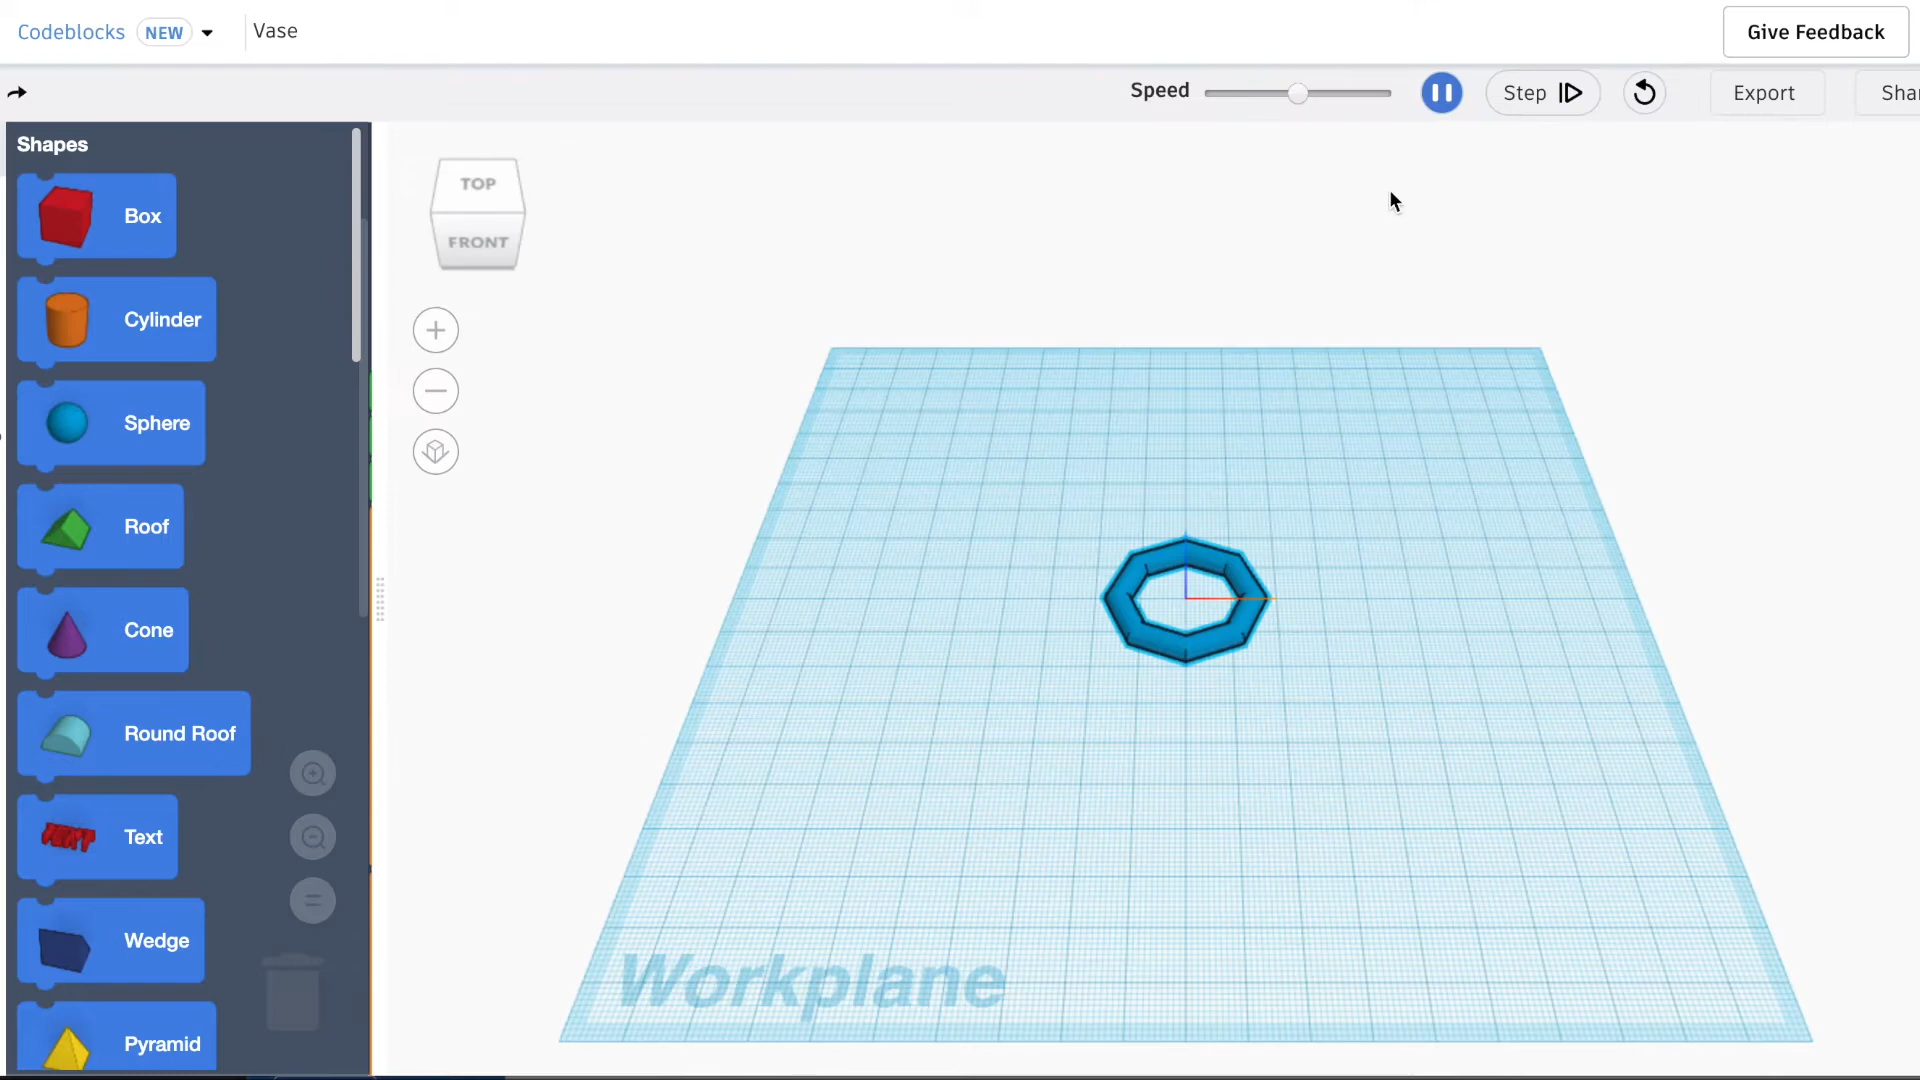 Codeblocks NEW Vase Give Feedback
Speed Step Export Shar
Shapes
Box
Cylinder
Sphere
Roof
Cone
Round Roof
Text
Wedge
Pyramid
TOP
FRONT
Workplane